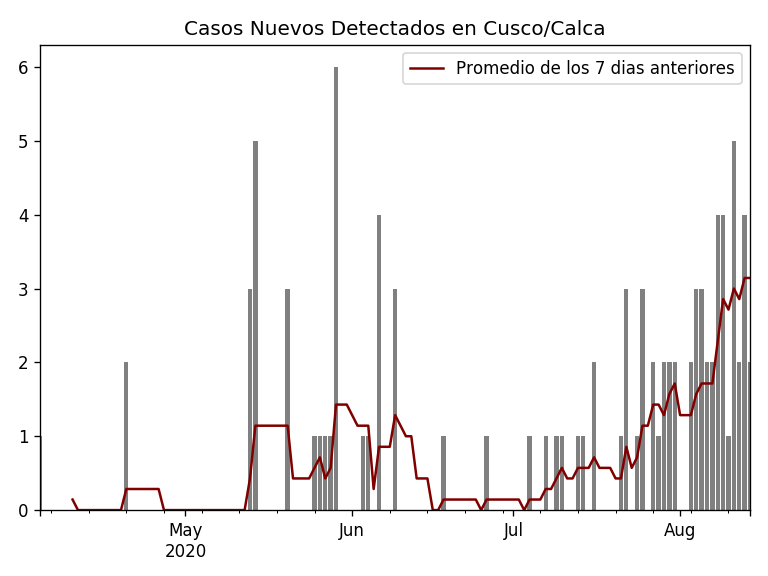 Casos Nuevos Detectados en Cusco/Calca
Promedio de los 7 dias anteriores
6
5
4
3
2
1
0
May
2020
Jun
Jul
Aug